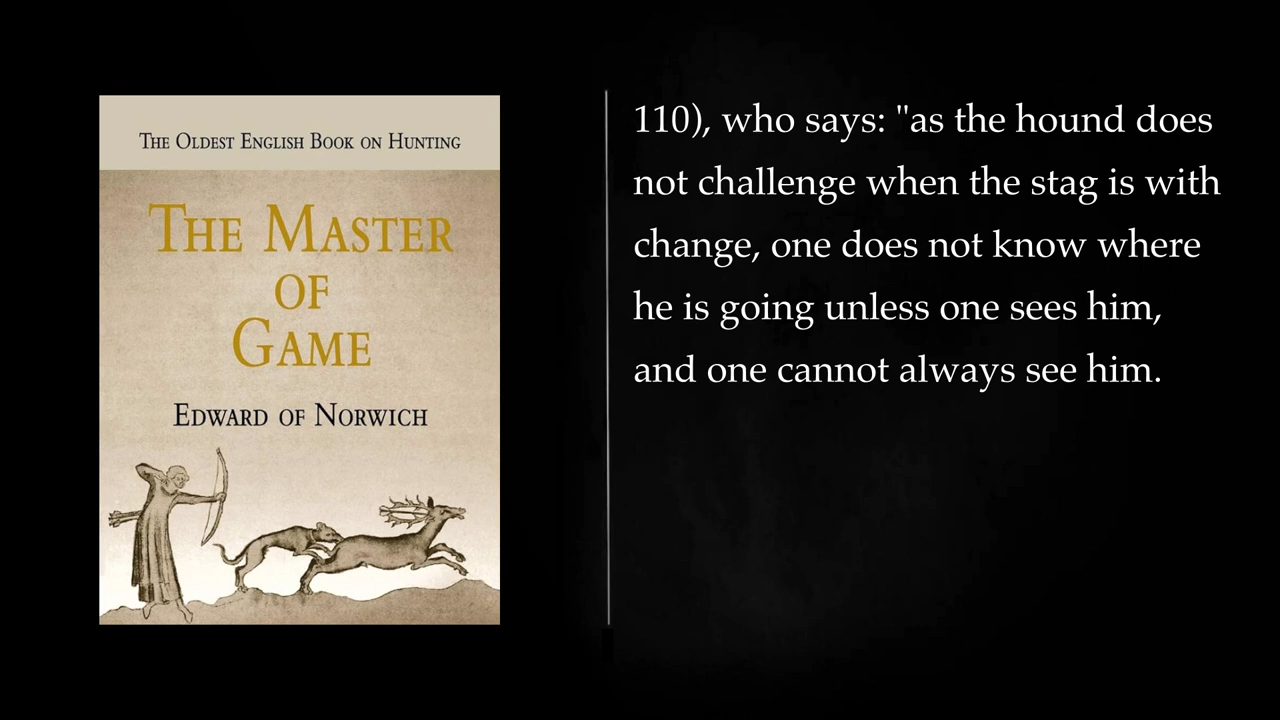 The Oldest English Book on Hunting
The Master
of
Game
Edward of Norwich
110), who says: "as the hound does
not challenge when the stag is with
change, one does not know where
he is going unless one sees him,
and one cannot always see him.